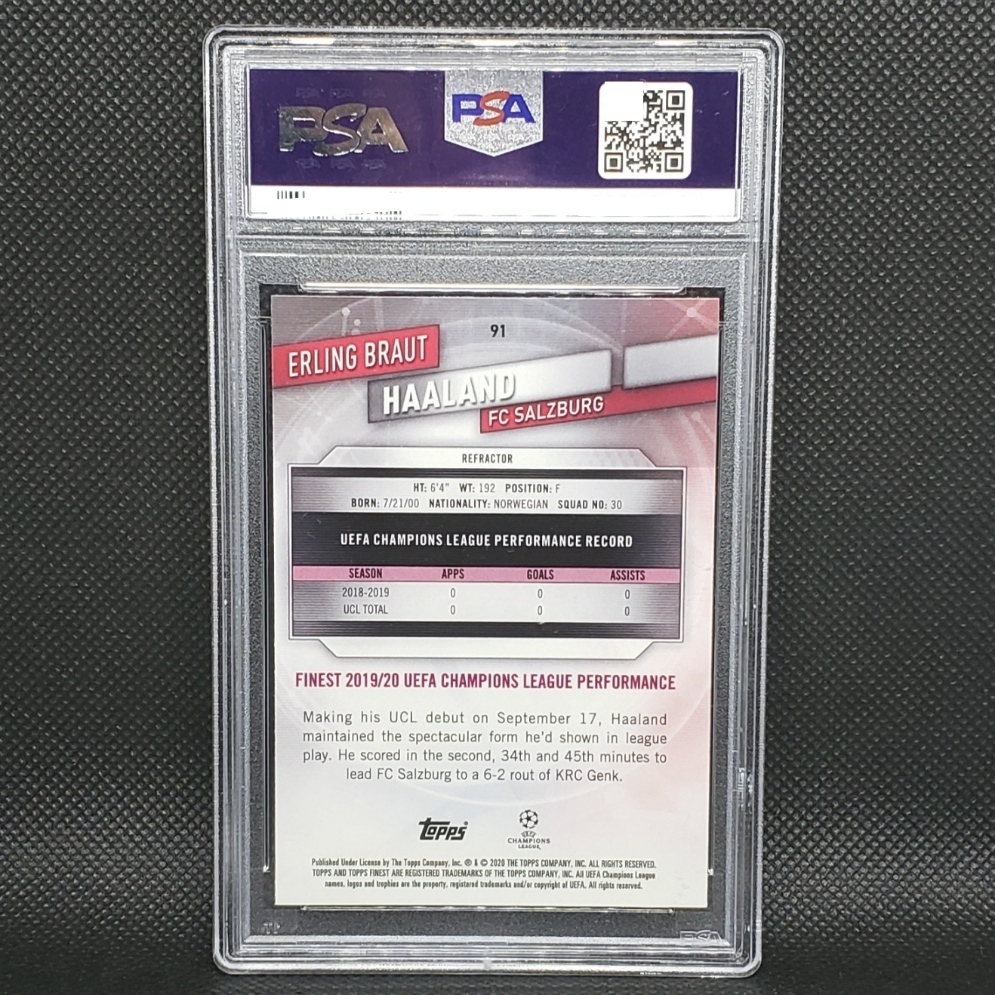 PSA
PSA
91
ERLING BRAUT
HAALAND
FC SALZBURG
REFRACTOR
HT: 6'4" WT: 192 POSITION: F
BORN: 7/21/00 NATIONALITY: NORWEGIAN SQUAD NO: 30
UEFA CHAMPIONS LEAGUE PERFORMANCE RECORD
SEASON APPS GOALS ASSISTS
2018-2019 0 0 0
UCL TOTAL 0 0 0
FINEST 2019/20 UEFA CHAMPIONS LEAGUE PERFORMANCE
Making his UCL debut on September 17, Haaland
maintained the spectacular form he'd shown in league
play. He scored in the second, 34th and 45th minutes to
lead FC Salzburg to a 6-2 rout of KRC Genk.
Topps
UEFA
CHAMPIONS
LEAGUE
Published Under License by The Topps Company, Inc. ® & © 2020 THE TOPPS COMPANY, INC. ALL RIGHTS RESERVED.
TOPPS AND TOPPS FINEST ARE REGISTERED TRADEMARKS OF THE TOPPS COMPANY, INC. All UEFA Champions League
names, logos and trophies are the property, registered trademarks and/or copyright of UEFA. All rights reserved.
PSA